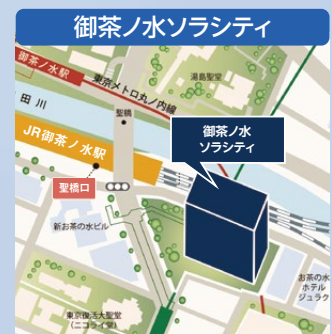 御茶ノ水ソラシティ
御茶ノ水駅
東京メトロ丸ノ内線
湯島聖堂
田川
聖橋
御茶ノ水
ソラシティ
JR御茶ノ水駅
聖橋口
新お茶の水ビル
お茶の水
ホテル
ジュラク
東京復活大聖堂
(ニコライ堂)